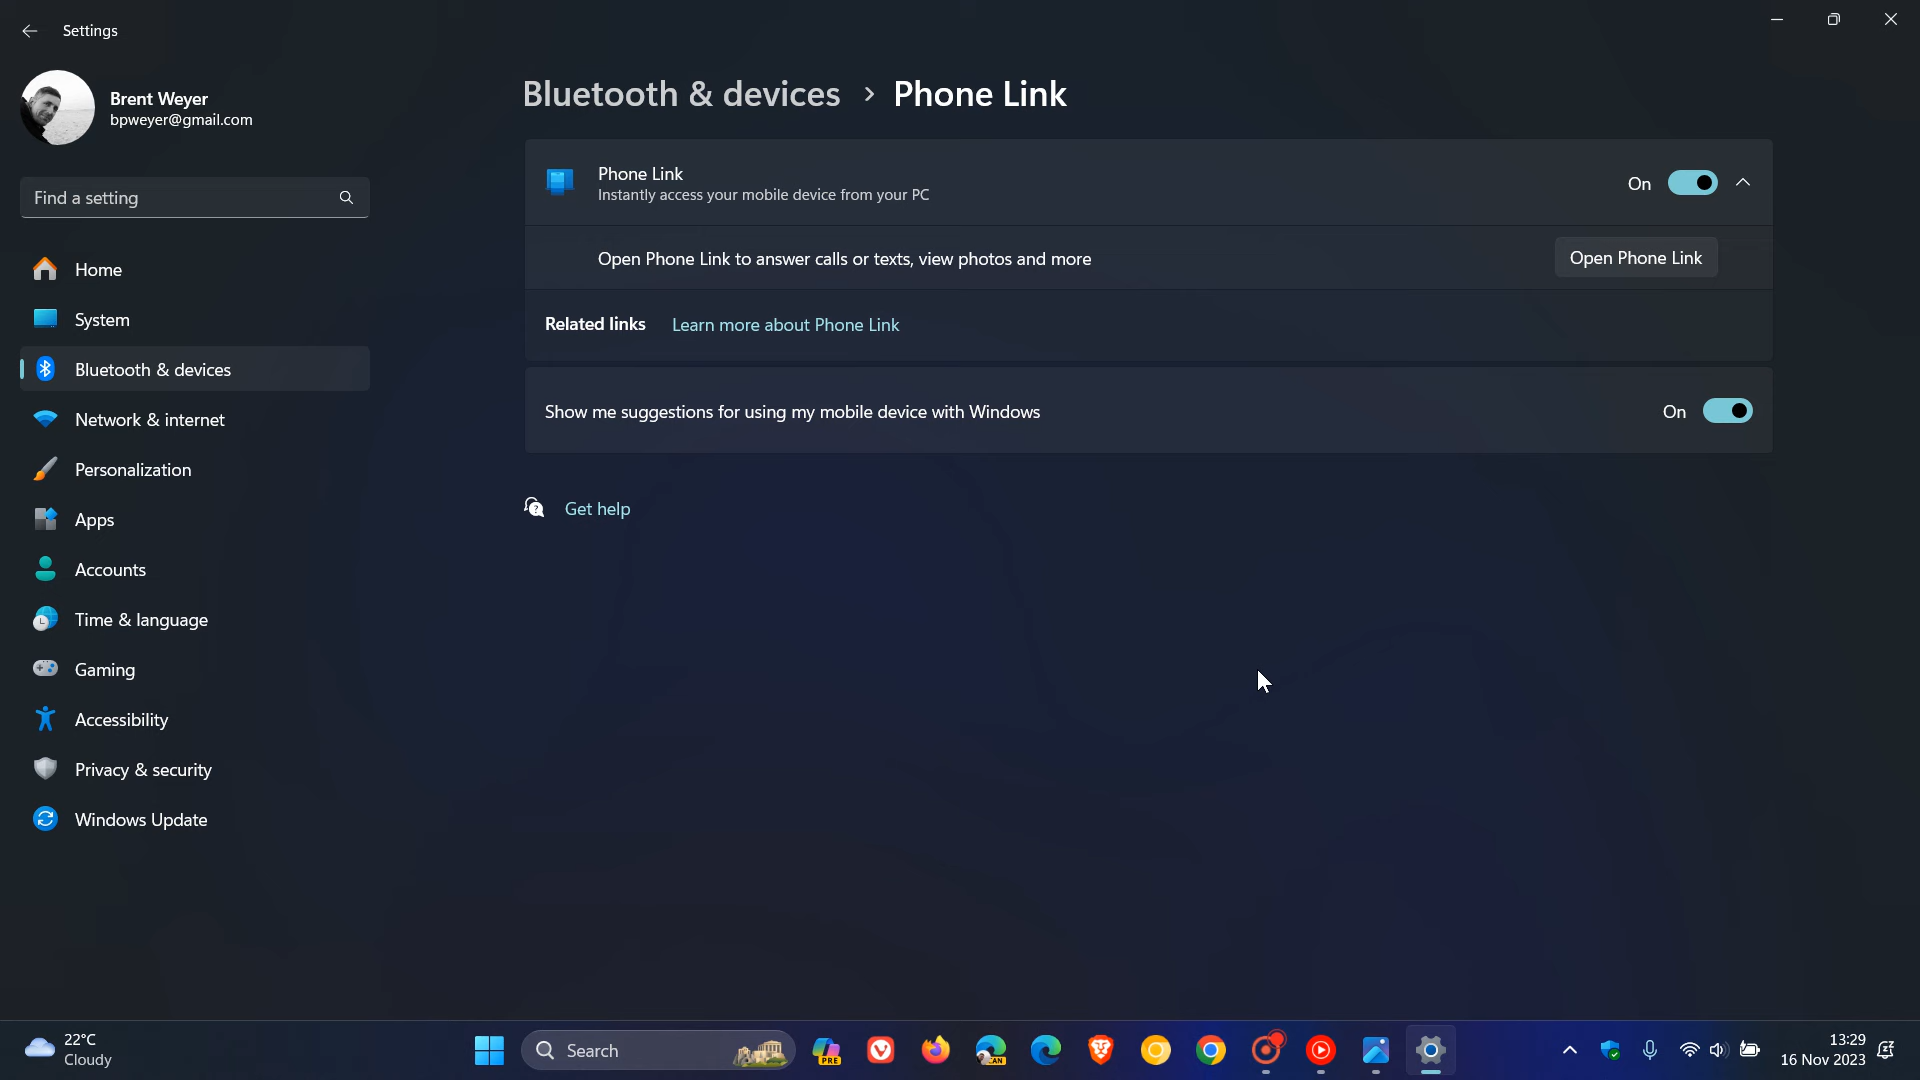 Settings
Brent Weyer
bpweyer@gmail.com
Find a setting
Home
System
Bluetooth & devices
Network & internet
Personalization
Apps
Accounts
Time & language
Gaming
Accessibility
Privacy & security
Windows Update
Bluetooth & devices › Phone Link
Phone Link
Instantly access your mobile device from your PC
On
Open Phone Link to answer calls or texts, view photos and more
Open Phone Link
Related links Learn more about Phone Link
Show me suggestions for using my mobile device with Windows
On
Get help
22°C
Cloudy
Search
PRE
CAN
13:29
16 Nov 2023